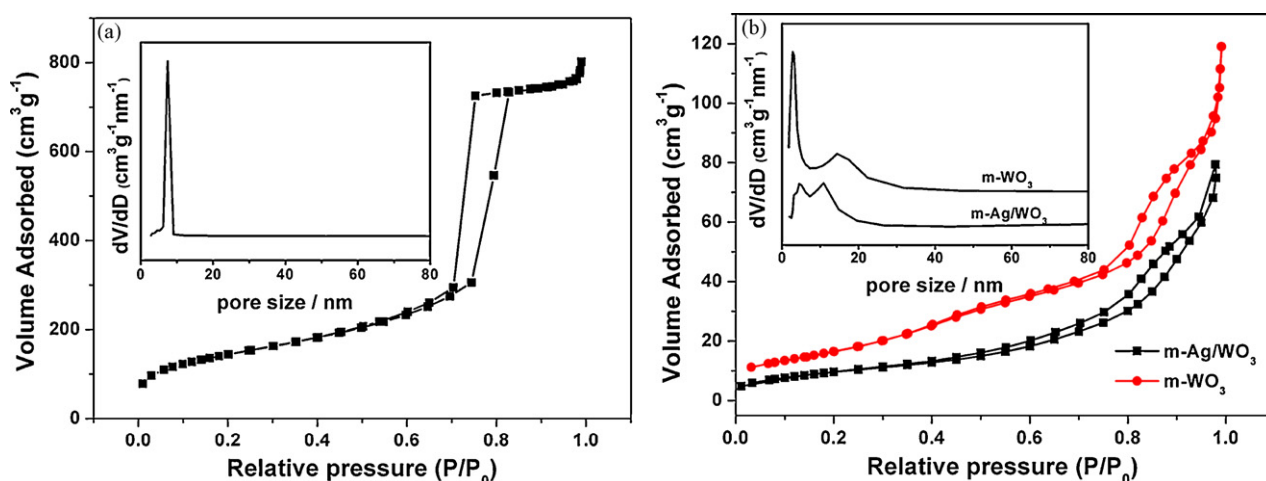 (a)
Volume Adsorbed (cm³g⁻¹)
800
600
400
200
0
0.0 0.2 0.4 0.6 0.8 1.0
Relative pressure (P/P₀)
dV/dD (cm³g⁻¹nm⁻¹)
0 20 40 60 80
pore size / nm
(b)
Volume Adsorbed (cm³g⁻¹)
120
100
80
60
40
20
0
0.0 0.2 0.4 0.6 0.8 1.0
Relative pressure (P/P₀)
dV/dD (cm³g⁻¹nm⁻¹)
m-WO₃
m-Ag/WO₃
0 20 40 60 80
pore size / nm
m-Ag/WO₃
m-WO₃